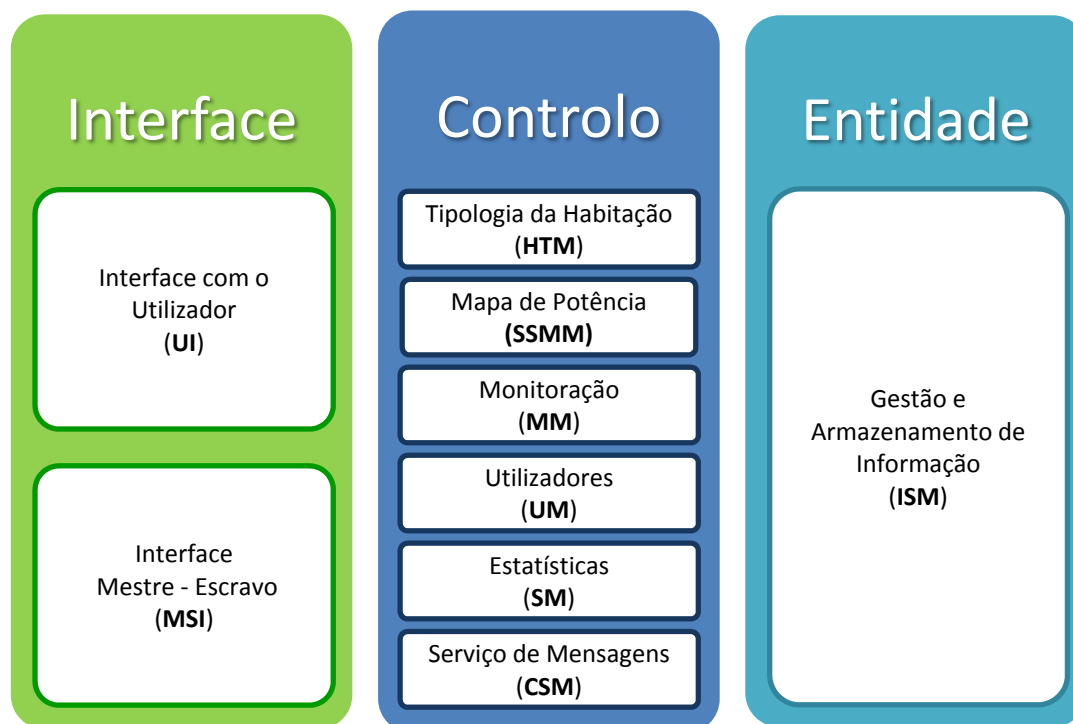 Interface
Interface com o
Utilizador
(UI)
Interface
Mestre - Escravo
(MSI)
Controlo
Tipologia da Habitação
(HTM)
Mapa de Potência
(SSMM)
Monitoração
(MM)
Utilizadores
(UM)
Estatísticas
(SM)
Serviço de Mensagens
(CSM)
Entidade
Gestão e
Armazenamento de
Informação
(ISM)